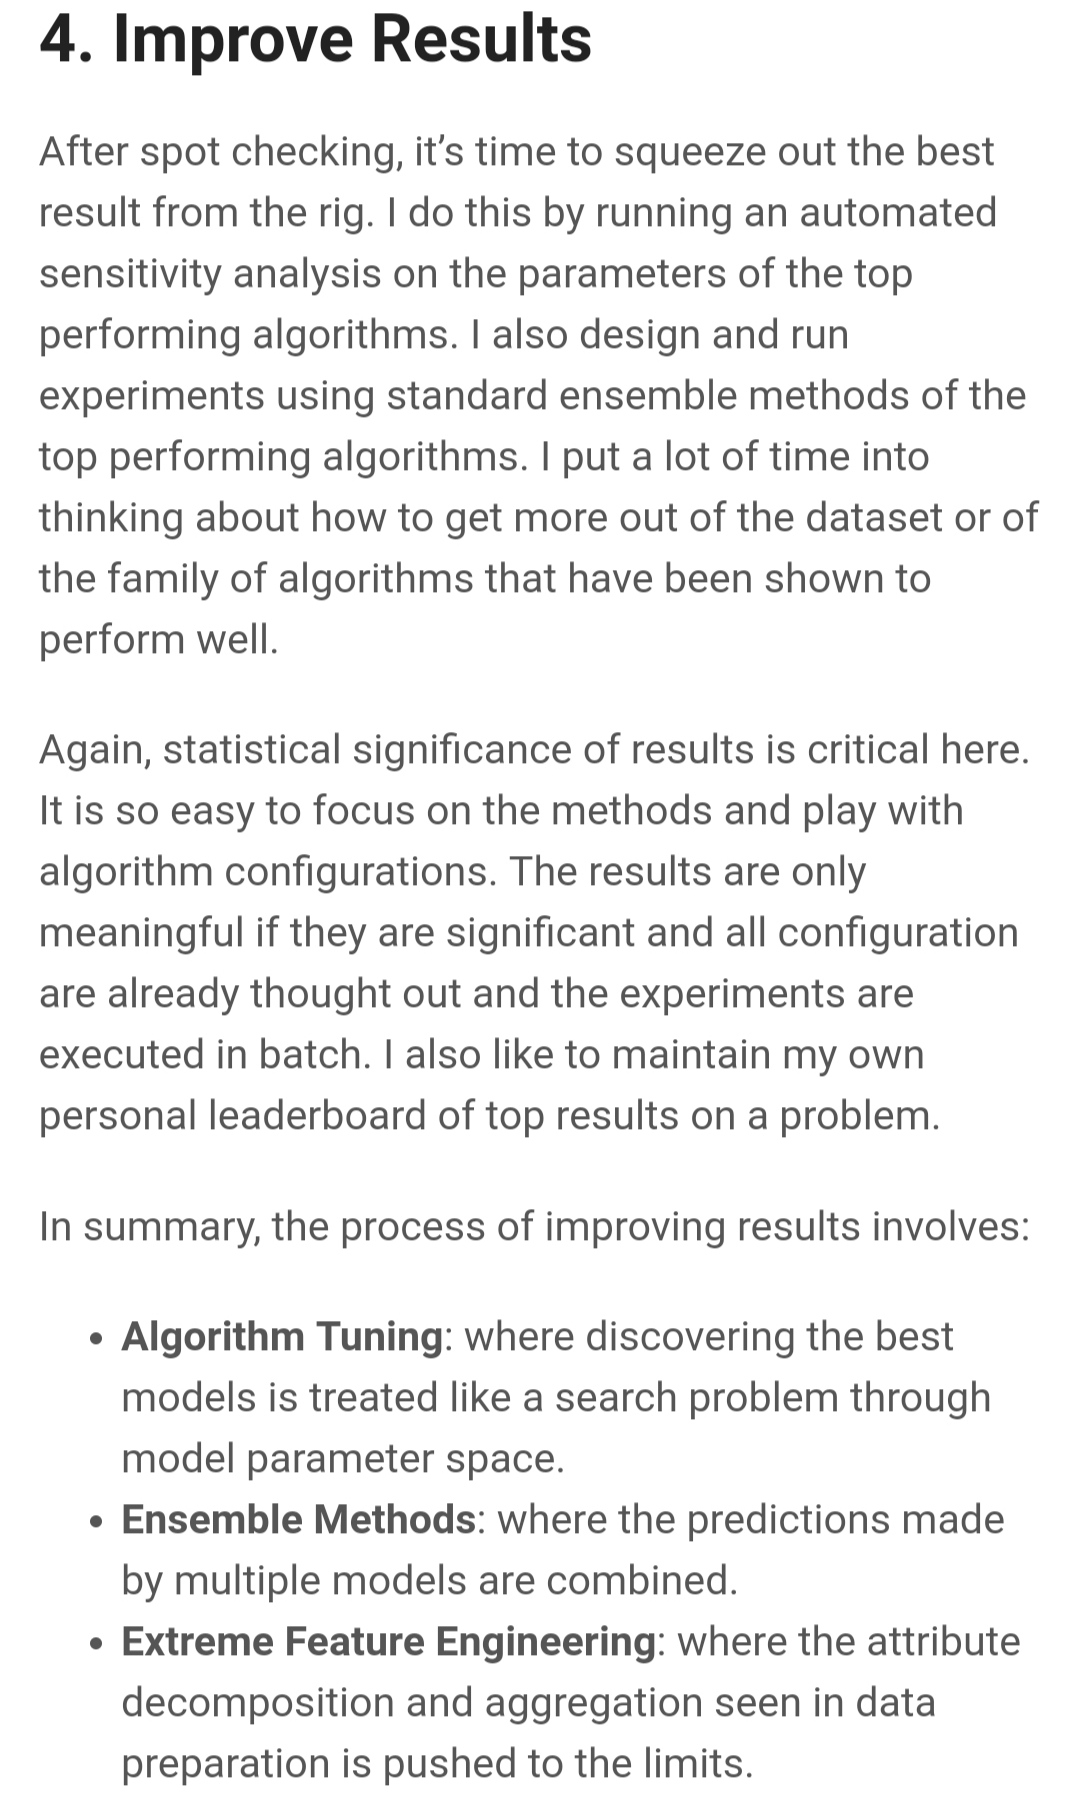 4. Improve Results
After spot checking, it’s time to squeeze out the best
result from the rig. I do this by running an automated
sensitivity analysis on the parameters of the top
performing algorithms. I also design and run
experiments using standard ensemble methods of the
top performing algorithms. I put a lot of time into
thinking about how to get more out of the dataset or of
the family of algorithms that have been shown to
perform well.
Again, statistical significance of results is critical here.
It is so easy to focus on the methods and play with
algorithm configurations. The results are only
meaningful if they are significant and all configuration
are already thought out and the experiments are
executed in batch. I also like to maintain my own
personal leaderboard of top results on a problem.
In summary, the process of improving results involves:
• Algorithm Tuning: where discovering the best
models is treated like a search problem through
model parameter space.
• Ensemble Methods: where the predictions made
by multiple models are combined.
• Extreme Feature Engineering: where the attribute
decomposition and aggregation seen in data
preparation is pushed to the limits.